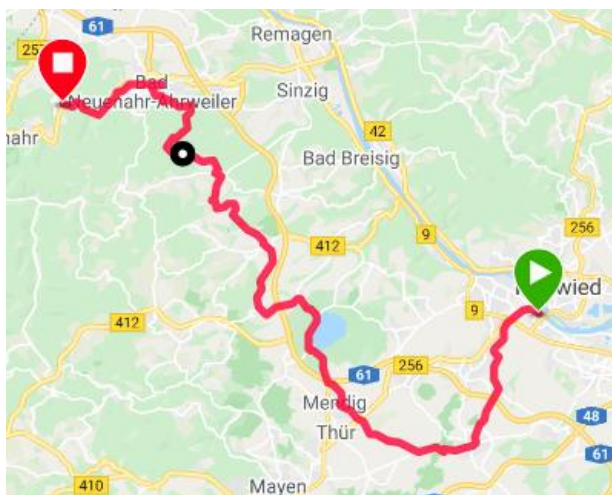 61
Remagen
257
Bad
Neuenahr-Ahrweiler
Sinzig
nahr
42
Bad Breisig
9
256
412
wied
9
412
61
256
Mendig
48
Thür
61
410
Mayen